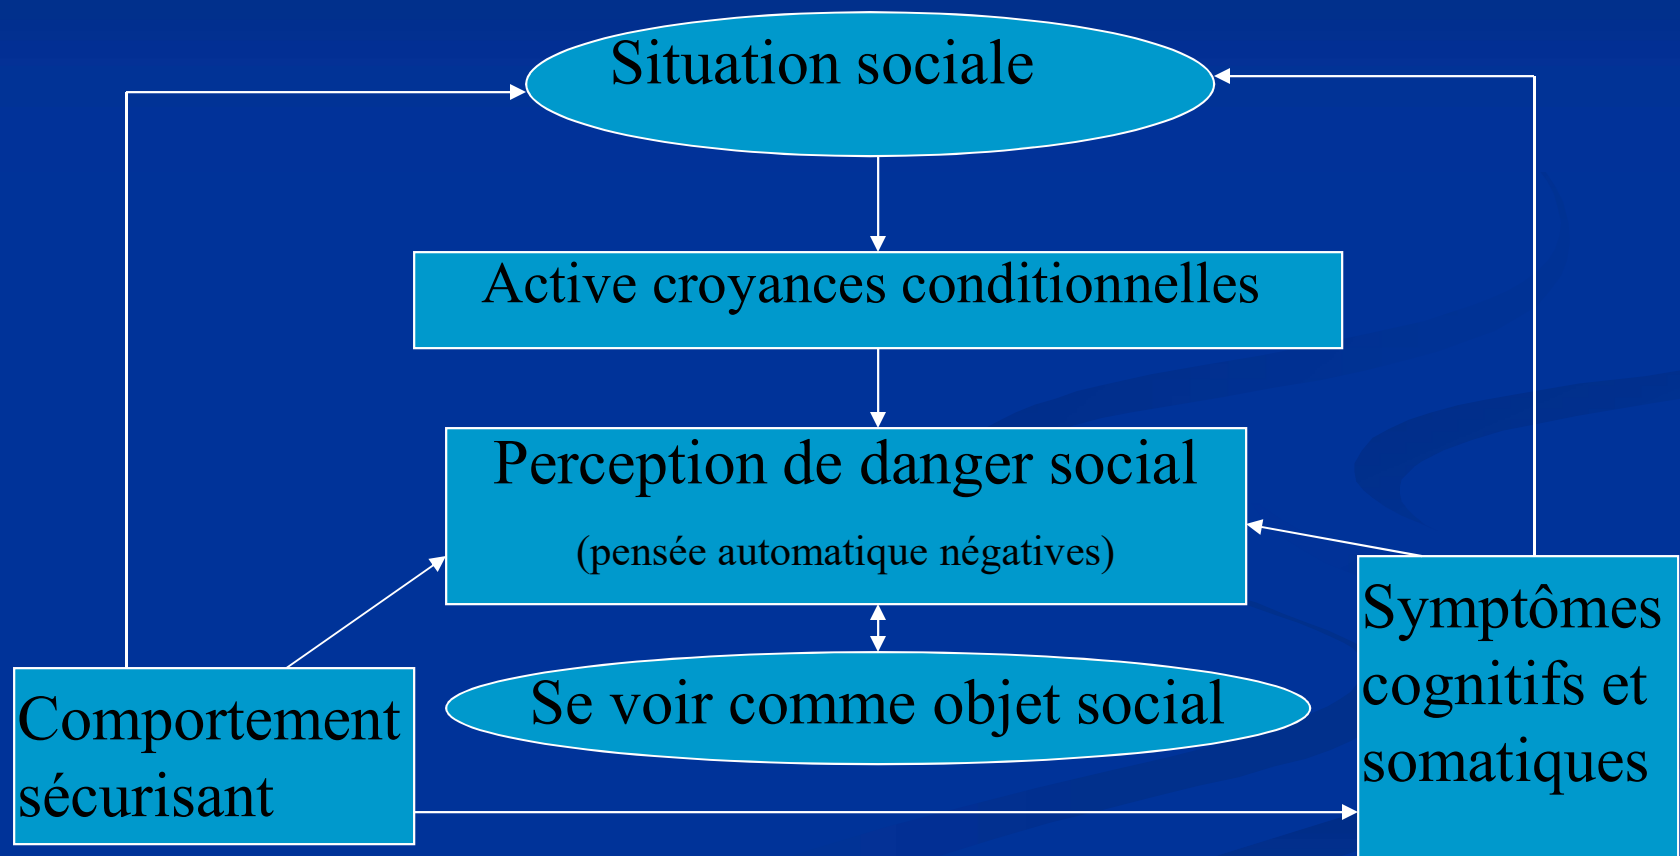 Situation sociale
Active croyances conditionnelles
Perception de danger social
(pensée automatique négatives)
Se voir comme objet social
Comportement
sécurisant
Symptômes
cognitifs et
somatiques